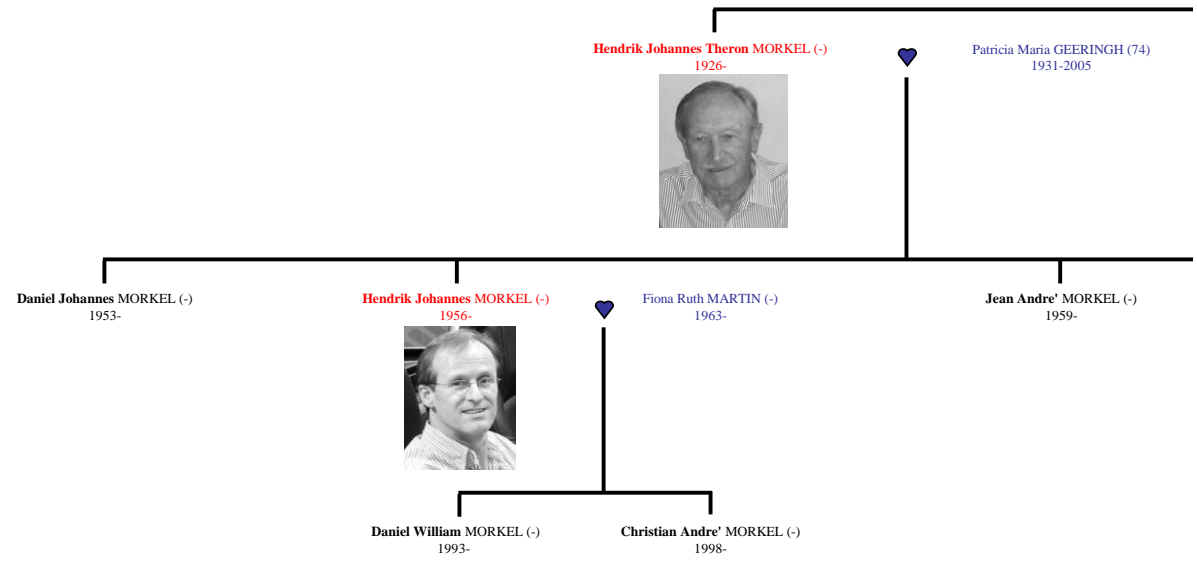 Hendrik Johannes Theron MORKEL (-)
1926-
Patricia Maria GEERINGH (74)
1931-2005
Daniel Johannes MORKEL (-)
1953-
Hendrik Johannes MORKEL (-)
1956-
Fiona Ruth MARTIN (-)
1963-
Jean Andre' MORKEL (-)
1959-
Daniel William MORKEL (-)
1993-
Christian Andre' MORKEL (-)
1998-